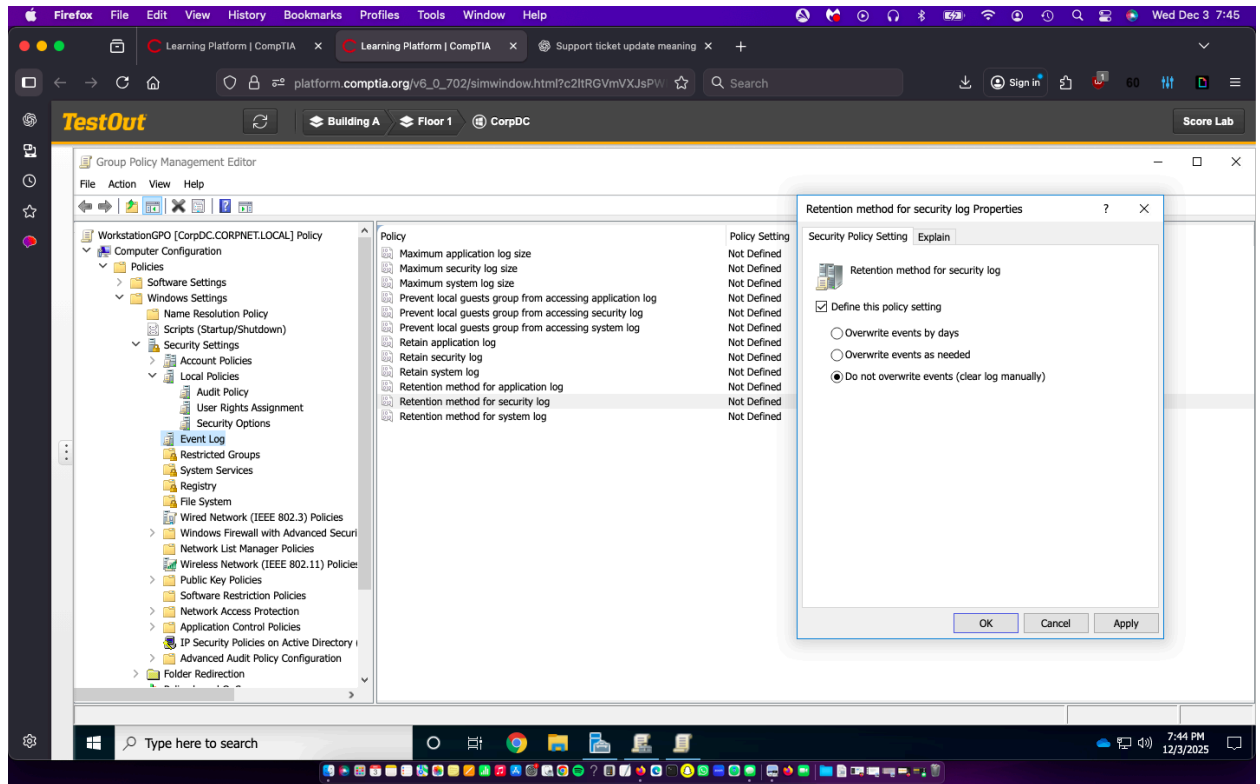 Firefox File Edit View History Bookmarks Profiles Tools Window Help Wed Dec 3 7:45
Learning Platform | CompTIA
Learning Platform | CompTIA
Support ticket update meaning
platform.comptia.org/v6_0_702/simwindow.html?c2ltRGVmVXJsPW
Search
Sign in
1
60
TestOut
Building A
Floor 1
CorpDC
Score Lab
Group Policy Management Editor
File Action View Help
WorkstationGPO [CorpDC.CORPNET.LOCAL] Policy
Computer Configuration
Policies
Software Settings
Windows Settings
Name Resolution Policy
Scripts (Startup/Shutdown)
Security Settings
Account Policies
Local Policies
Audit Policy
User Rights Assignment
Security Options
Event Log
Restricted Groups
System Services
Registry
File System
Wired Network (IEEE 802.3) Policies
Windows Firewall with Advanced Securi
Network List Manager Policies
Wireless Network (IEEE 802.11) Policies
Public Key Policies
Software Restriction Policies
Network Access Protection
Application Control Policies
IP Security Policies on Active Directory (
Advanced Audit Policy Configuration
Folder Redirection
Policy Policy Setting
Maximum application log size Not Defined
Maximum security log size Not Defined
Maximum system log size Not Defined
Prevent local guests group from accessing application log Not Defined
Prevent local guests group from accessing security log Not Defined
Prevent local guests group from accessing system log Not Defined
Retain application log Not Defined
Retain security log Not Defined
Retain system log Not Defined
Retention method for application log Not Defined
Retention method for security log Not Defined
Retention method for system log Not Defined
Retention method for security log Properties
Security Policy Setting Explain
Retention method for security log
Define this policy setting
Overwrite events by days
Overwrite events as needed
Do not overwrite events (clear log manually)
OK Cancel Apply
Type here to search
7:44 PM
12/3/2025